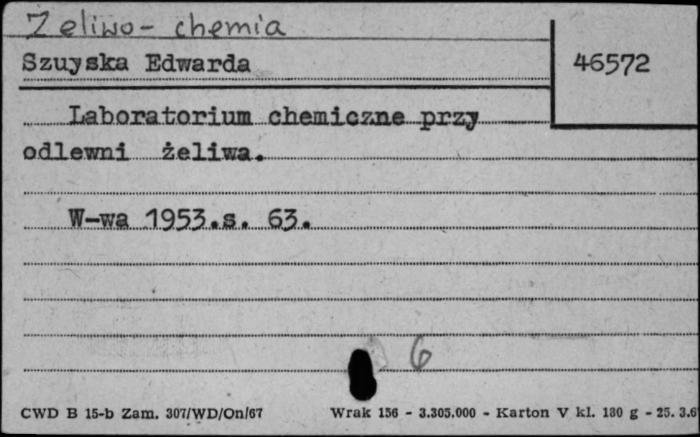 Żeliwo - chemia
Szuyska Edwarda
46572
Laboratorium chemiczne przy
odlewni żeliwa.
W-wa 1953.s. 63.
6
CWD B 15-b Zam. 307/WD/On/67 Wrak 156 - 3.305.000 - Karton V kl. 180 g - 25. 3.6